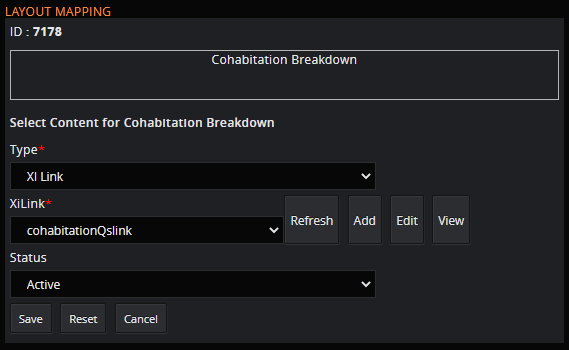 LAYOUT MAPPING
ID : 7178
Cohabitation Breakdown
Select Content for Cohabitation Breakdown
Type*
XI Link
XiLink*
cohabitationQslink
Refresh Add Edit View
Status
Active
Save Reset Cancel